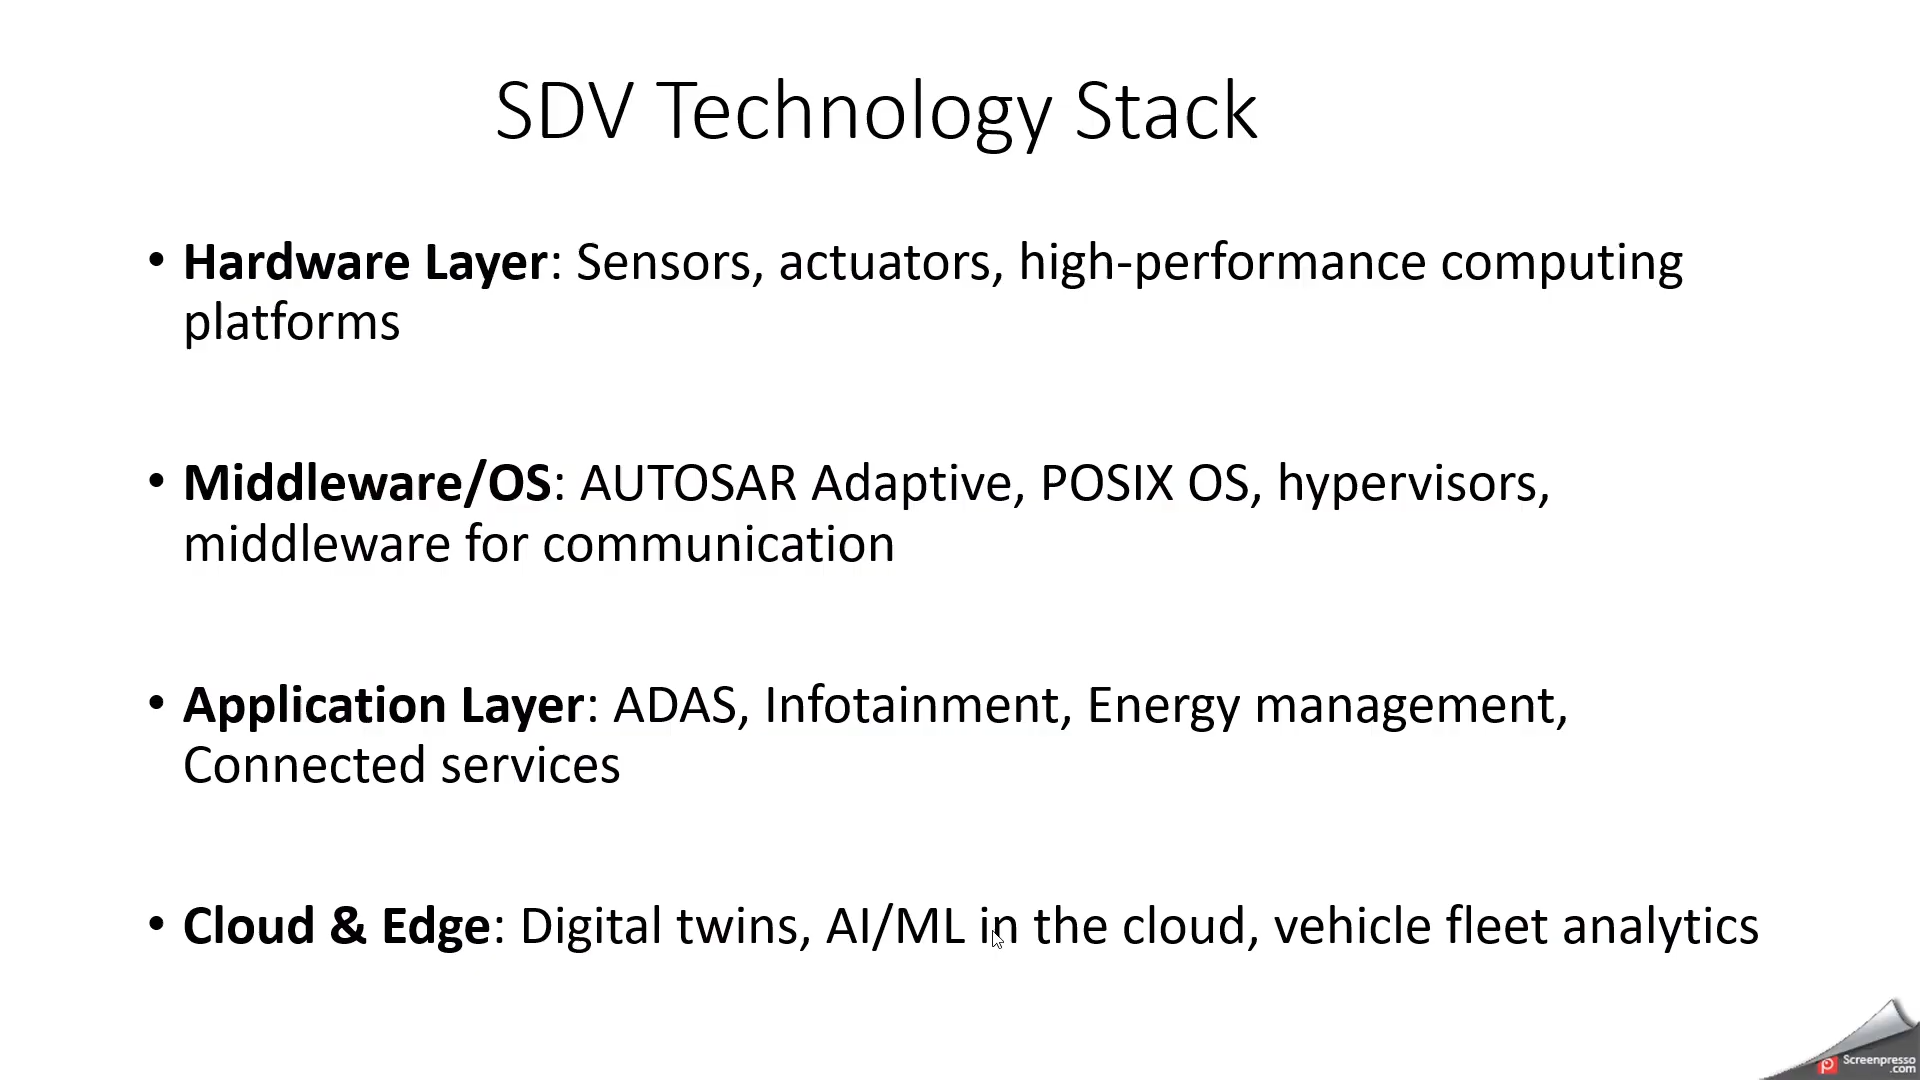 SDV Technology Stack
• Hardware Layer: Sensors, actuators, high-performance computing
platforms
• Middleware/OS: AUTOSAR Adaptive, POSIX OS, hypervisors,
middleware for communication
• Application Layer: ADAS, Infotainment, Energy management,
Connected services
• Cloud & Edge: Digital twins, AI/ML in the cloud, vehicle fleet analytics
Screenpresso
.com